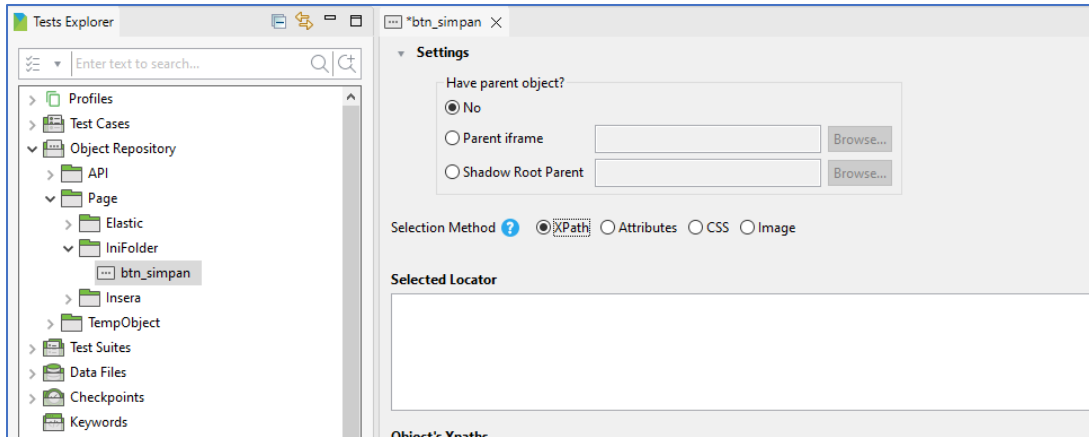 Tests Explorer
Enter text to search...
Profiles
Test Cases
Object Repository
API
Page
Elastic
IniFolder
btn_simpan
Insera
TempObject
Test Suites
Data Files
Checkpoints
Keywords
*btn_simpan
Settings
Have parent object?
No
Parent iframe Browse...
Shadow Root Parent Browse...
Selection Method ? XPath Attributes CSS Image
Selected Locator
Object's Xpaths